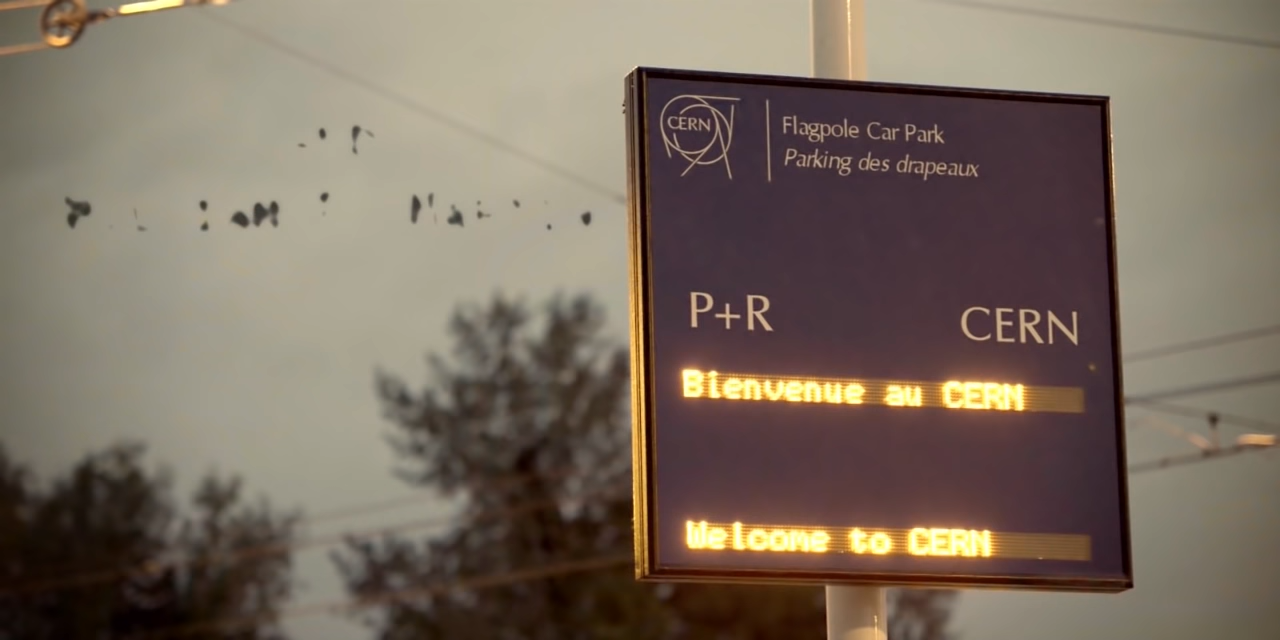 CERN
Flagpole Car Park
Parking des drapeaux
P+R CERN
Bienvenue au CERN
Welcome to CERN